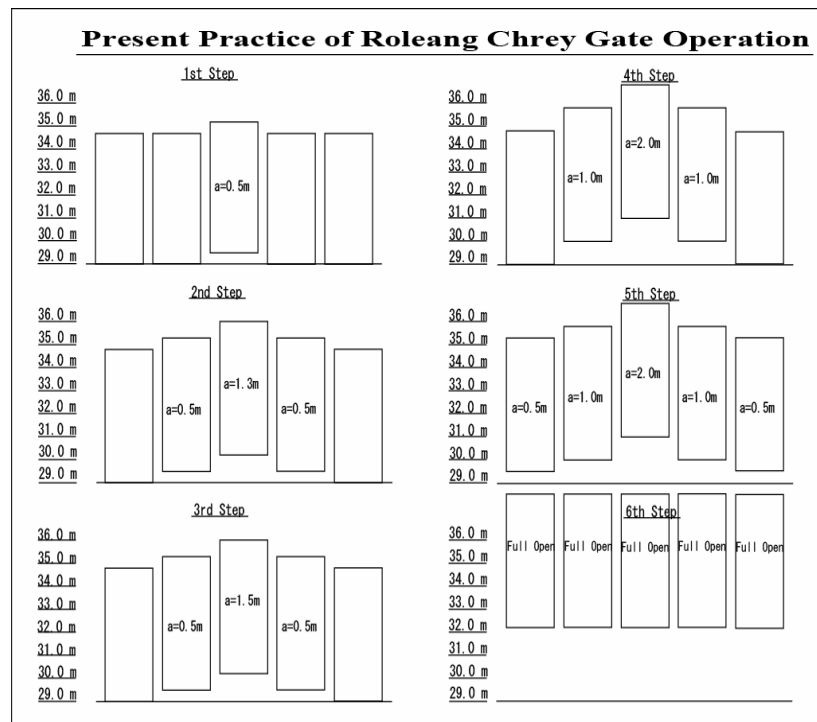 Present Practice of Roleang Chrey Gate Operation
1st Step
36.0 m
35.0 m
34.0 m
33.0 m
32.0 m
31.0 m
30.0 m
29.0 m
a=0.5m
2nd Step
36.0 m
35.0 m
34.0 m
33.0 m
32.0 m
31.0 m
30.0 m
29.0 m
a=0.5m
a=1.3m
a=0.5m
3rd Step
36.0 m
35.0 m
34.0 m
33.0 m
32.0 m
31.0 m
30.0 m
29.0 m
a=0.5m
a=1.5m
a=0.5m
4th Step
36.0 m
35.0 m
34.0 m
33.0 m
32.0 m
31.0 m
30.0 m
29.0 m
a=1.0m
a=2.0m
a=1.0m
5th Step
36.0 m
35.0 m
34.0 m
33.0 m
32.0 m
31.0 m
30.0 m
29.0 m
a=0.5m
a=1.0m
a=2.0m
a=1.0m
a=0.5m
6th Step
36.0 m
35.0 m
34.0 m
33.0 m
32.0 m
31.0 m
30.0 m
29.0 m
Full Open
Full Open
Full Open
Full Open
Full Open